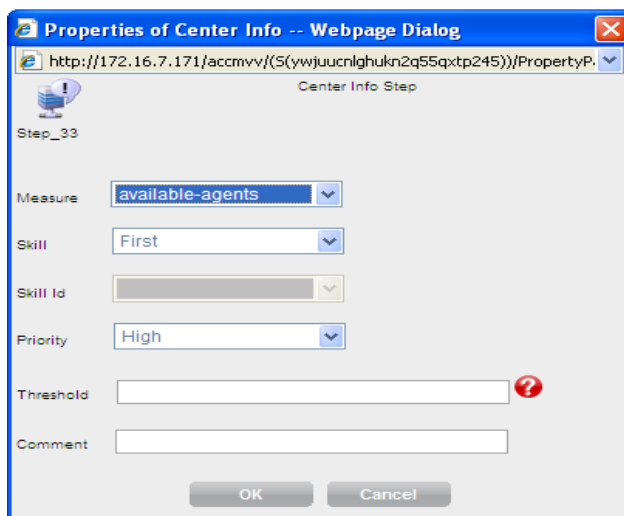 Properties of Center Info -- Webpage Dialog
http://172.16.7.171/accmvv/(S(ywjuucnlghukn2q55qxtp245))/PropertyP.
Center Info Step
Step_33
Measure available-agents
Skill First
Skill Id
Priority High
Threshold
Comment
OK Cancel